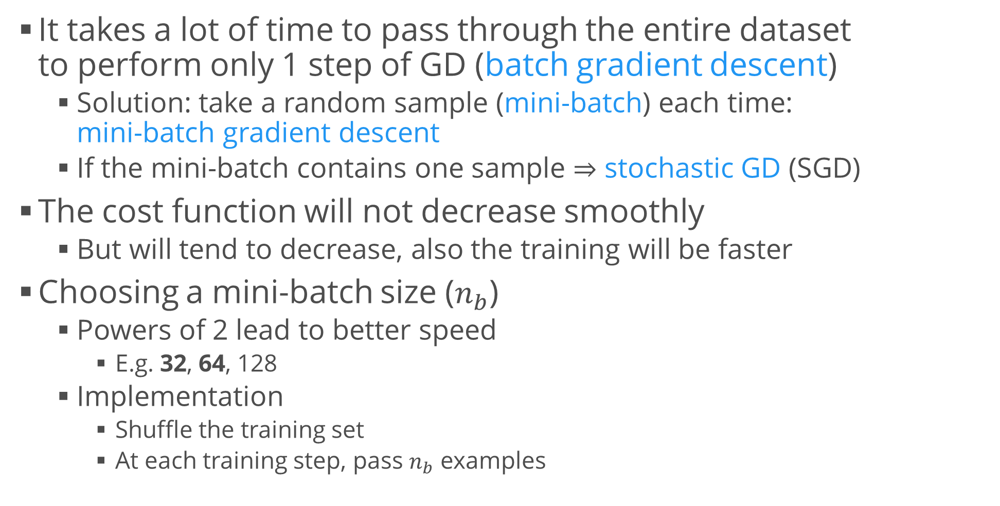 ▪ It takes a lot of time to pass through the entire dataset
to perform only 1 step of GD (batch gradient descent)
▪ Solution: take a random sample (mini-batch) each time:
mini-batch gradient descent
▪ If the mini-batch contains one sample ⇒ stochastic GD (SGD)
▪ The cost function will not decrease smoothly
▪ But will tend to decrease, also the training will be faster
▪ Choosing a mini-batch size (n_b)
▪ Powers of 2 lead to better speed
▪ E.g. 32, 64, 128
▪ Implementation
▪ Shuffle the training set
▪ At each training step, pass n_b examples